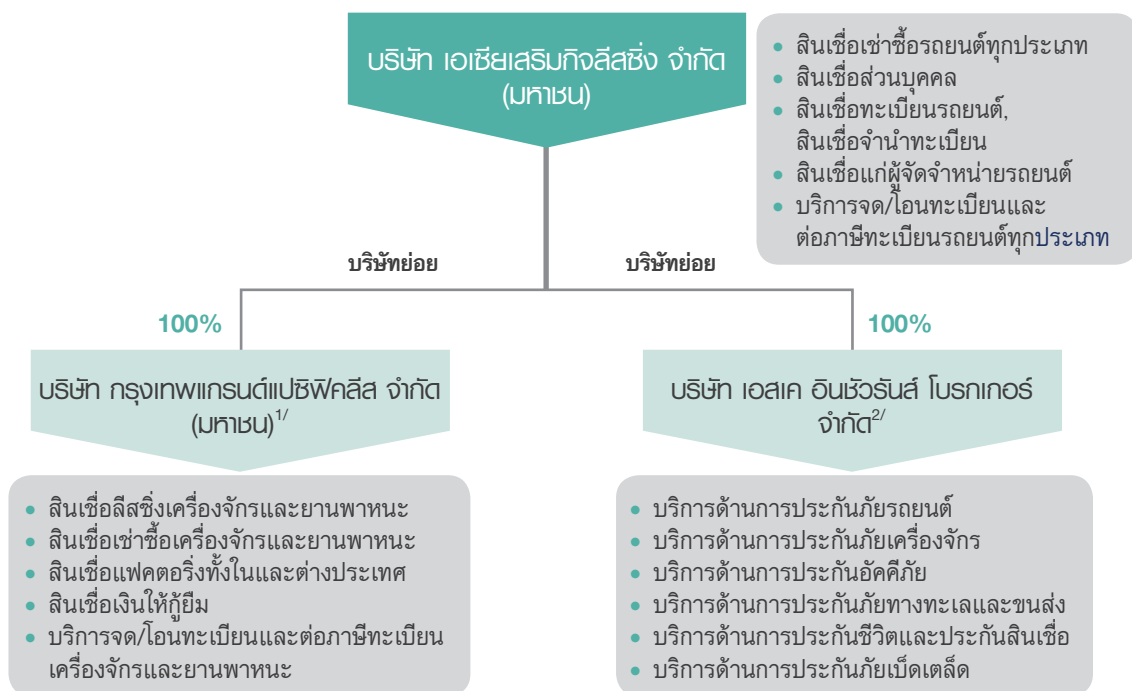 บริษัท เอเซียเสริมกิจลีสซิ่ง จำกัด
(มหาชน)
• สินเชื่อเช่าซื้อรถยนต์ทุกประเภท
• สินเชื่อส่วนบุคคล
• สินเชื่อทะเบียนรถยนต์,
สินเชื่อจำนำทะเบียน
• สินเชื่อแก่ผู้จัดจำหน่ายรถยนต์
• บริการจด/โอนทะเบียนและ
ต่อภาษีทะเบียนรถยนต์ทุกประเภท
บริษัทย่อย
บริษัทย่อย
100%
100%
บริษัท กรุงเทพแกรนด์แปซิฟิคลีส จำกัด
(มหาชน)1/
บริษัท เอสเค อินชัวรันส์ โบรกเกอร์
จำกัด2/
• สินเชื่อลีสซิ่งเครื่องจักรและยานพาหนะ
• สินเชื่อเช่าซื้อเครื่องจักรและยานพาหนะ
• สินเชื่อแฟคตอริ่งทั้งในและต่างประเทศ
• สินเชื่อเงินให้กู้ยืม
• บริการจด/โอนทะเบียนและต่อภาษีทะเบียน
เครื่องจักรและยานพาหนะ
• บริการด้านการประกันภัยรถยนต์
• บริการด้านการประกันภัยเครื่องจักร
• บริการด้านการประกันอัคคีภัย
• บริการด้านการประกันภัยทางทะเลและขนส่ง
• บริการด้านการประกันชีวิตและประกันสินเชื่อ
• บริการด้านการประกันภัยเบ็ดเตล็ด